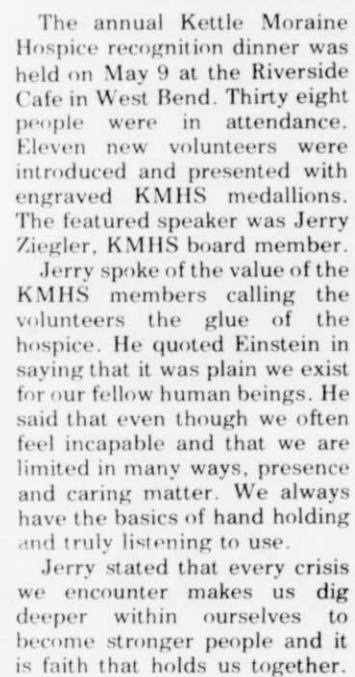 The annual Kettle Moraine
Hospice recognition dinner was
held on May 9 at the Riverside
Cafe in West Bend. Thirty eight
people were in attendance.
Eleven new volunteers were
introduced and presented with
engraved KMHS medallions.
The featured speaker was Jerry
Ziegler, KMHS board member.
Jerry spoke of the value of the
KMHS members calling the
volunteers the glue of the
hospice. He quoted Einstein in
saying that it was plain we exist
for our fellow human beings. He
said that even though we often
feel incapable and that we are
limited in many ways, presence
and caring matter. We always
have the basics of hand holding
and truly listening to use.
Jerry stated that every crisis
we encounter makes us dig
deeper within ourselves to
become stronger people and it
is faith that holds us together.